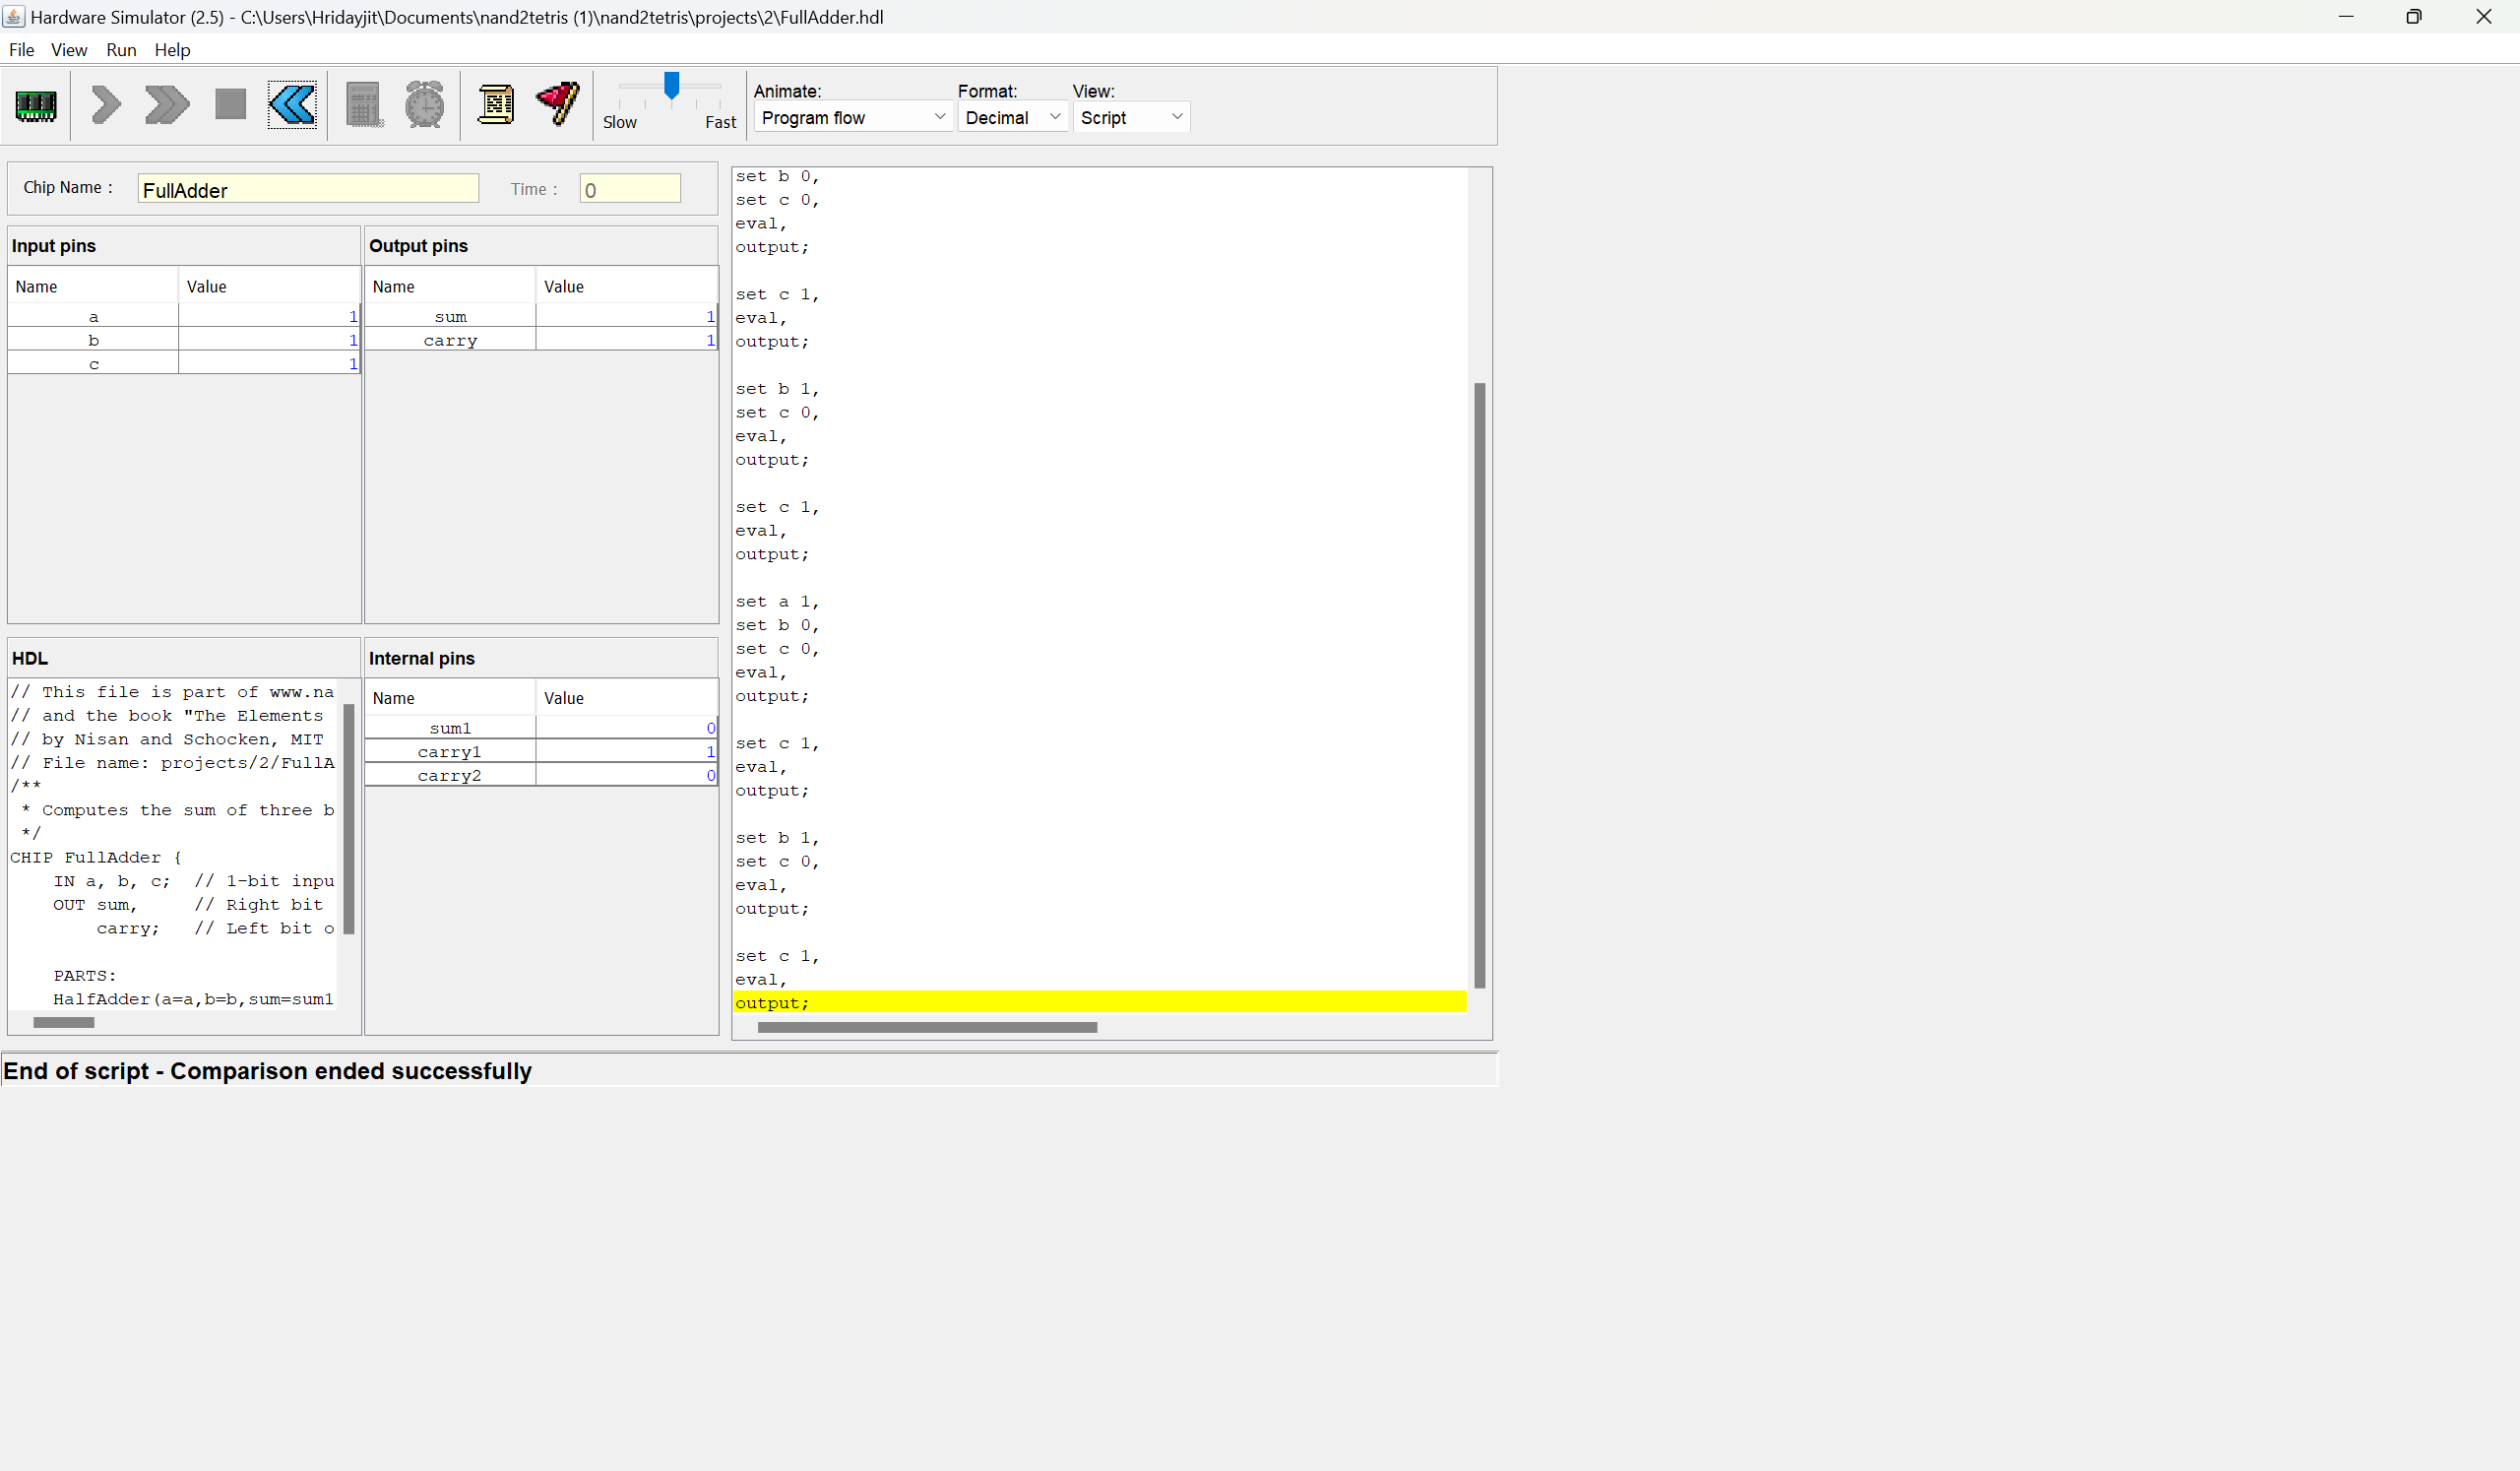 Hardware Simulator (2.5) - C:\Users\Hridayjit\Documents\nand2tetris (1)\nand2tetris\projects\2\FullAdder.hdl
File View Run Help
Slow Fast
Animate: Format: View:
Program flow Decimal Script
Chip Name : FullAdder Time : 0
Input pins
Name Value
a 1
b 1
c 1
Output pins
Name Value
sum 1
carry 1
HDL
// This file is part of www.na
// and the book "The Elements
// by Nisan and Schocken, MIT
// File name: projects/2/FullA
/**
* Computes the sum of three b
*/
CHIP FullAdder {
IN a, b, c; // 1-bit inpu
OUT sum, // Right bit
carry; // Left bit o
PARTS:
HalfAdder(a=a,b=b,sum=sum1
Internal pins
Name Value
sum1 0
carry1 1
carry2 0
set b 0,
set c 0,
eval,
output;
set c 1,
eval,
output;
set b 1,
set c 0,
eval,
output;
set c 1,
eval,
output;
set a 1,
set b 0,
set c 0,
eval,
output;
set c 1,
eval,
output;
set b 1,
set c 0,
eval,
output;
set c 1,
eval,
output;
End of script - Comparison ended successfully